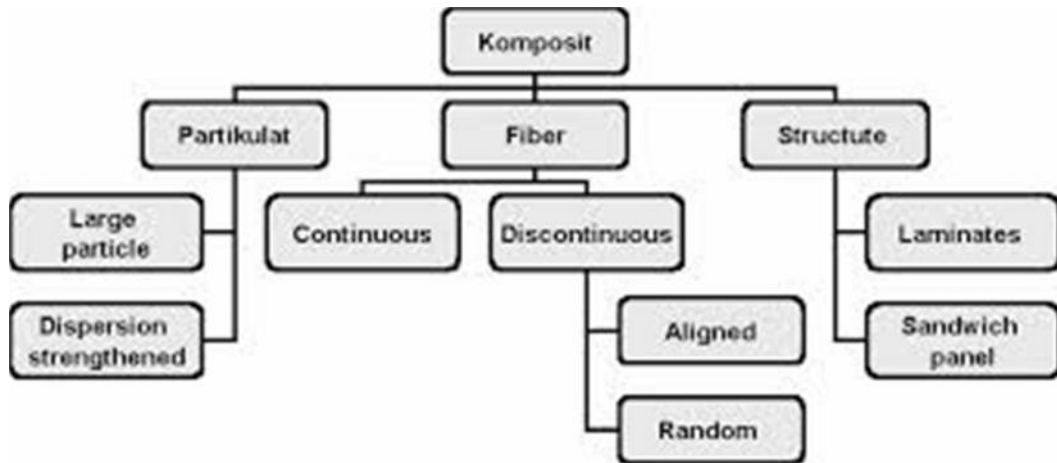 Komposit
Partikulat
Fiber
Structute
Large
particle
Continuous
Discontinuous
Laminates
Dispersion
strengthened
Aligned
Sandwich
panel
Random